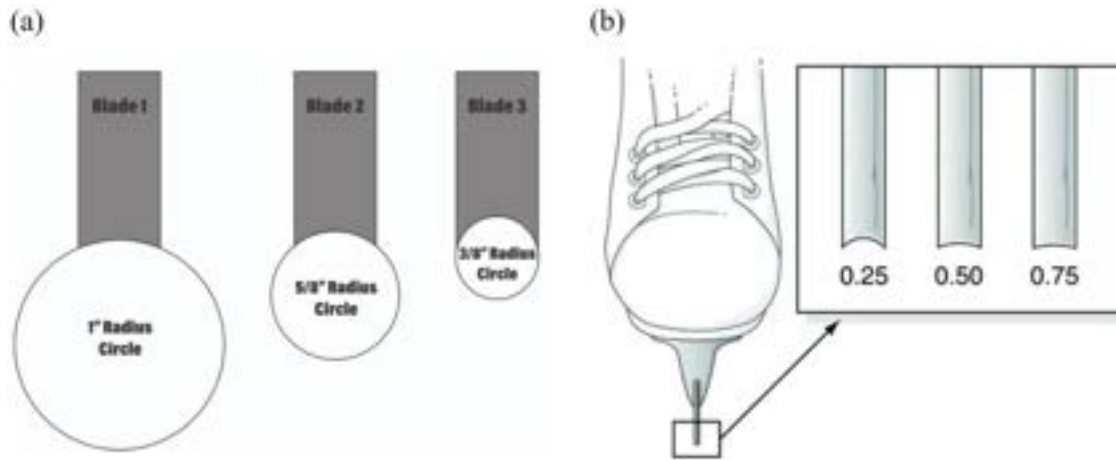 (a)
(b)
Blade 1
Blade 2
Blade 3
3/8" Radius
Circle
5/8" Radius
Circle
1" Radius
Circle
0.25
0.50
0.75